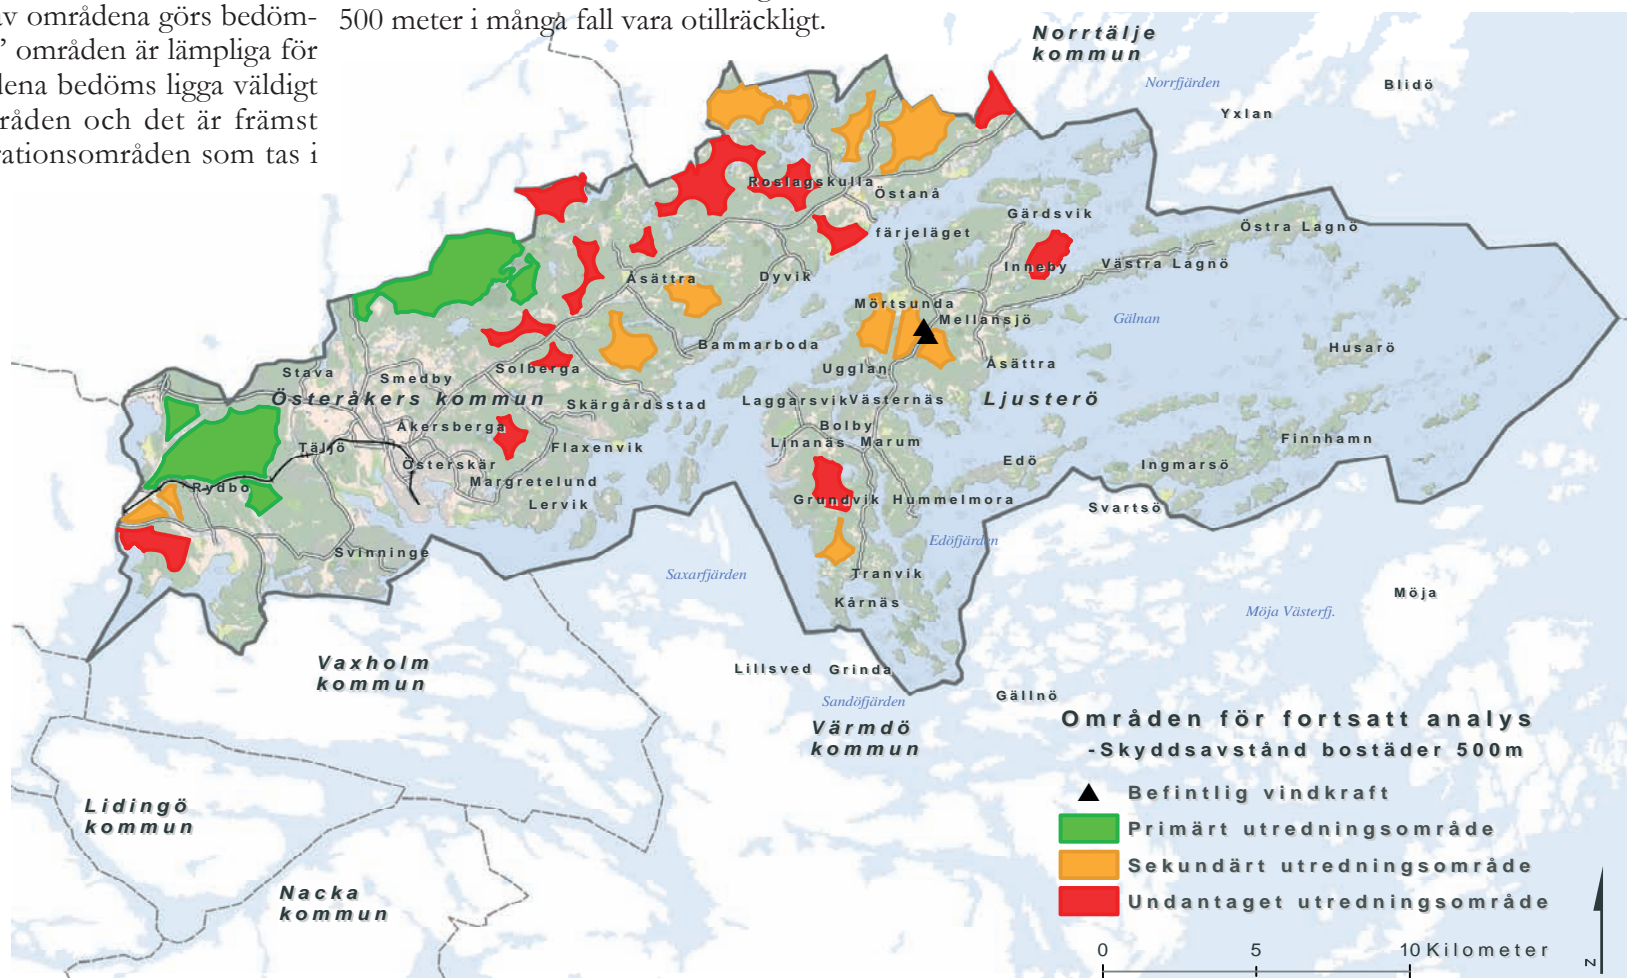 av områdena görs bedöm-
” områden är lämpliga för
dena bedöms ligga väldigt
råden och det är främst
rationsområden som tas i
500 meter i många fall vara otillräckligt.
Norrtälje
kommun
Norrfjärden
Blidö
Yxlan
Roslagskulla
Östanå
färjeläget
Gärdsvik
Östra Lagnö
Inneby
Västra Lagnö
Åsättra
Dyvik
Mörtsunda
Mellansjö
Gälnan
Husarö
Bammarboda
Stava
Smedby
Solberga
Ugglan
Åsättra
Österåkers kommun
Skärgårdsstad
Laggarsvik
Västernäs
Ljusterö
Åkersberga
Bolby
Täljö
Flaxenvik
Linanäs
Marum
Finnhamn
Österskär
Edö
Ingmarsö
Rydbo
Margretelund
Grundvik
Hummelmora
Lervik
Svartsö
Svinninge
Edöfjärden
Saxarfjärden
Tranvik
Kårnäs
Möja
Möja Västerfj.
Vaxholm
kommun
Lillsved
Grinda
Sandöfjärden
Gällnö
Värmdö
kommun
Lidingö
kommun
Nacka
kommun
Områden för fortsatt analys
-Skyddsavstånd bostäder 500m
Befintlig vindkraft
Primärt utredningsområde
Sekundärt utredningsområde
Undantaget utredningsområde
0 5 10 Kilometer
N